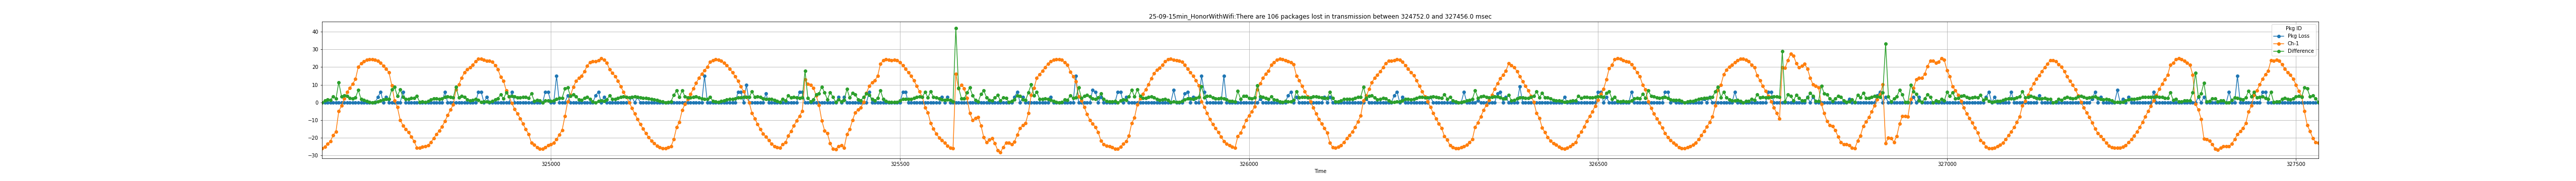 25-09-15min_HonorWithWifi:There are 106 packages lost in transmission between 324752.0 and 327456.0 msec
Pkg ID
Pkg Loss
Ch-1
Difference
40
30
20
10
0
−10
−20
−30
325000 325500 326000 326500 327000 327500
Time